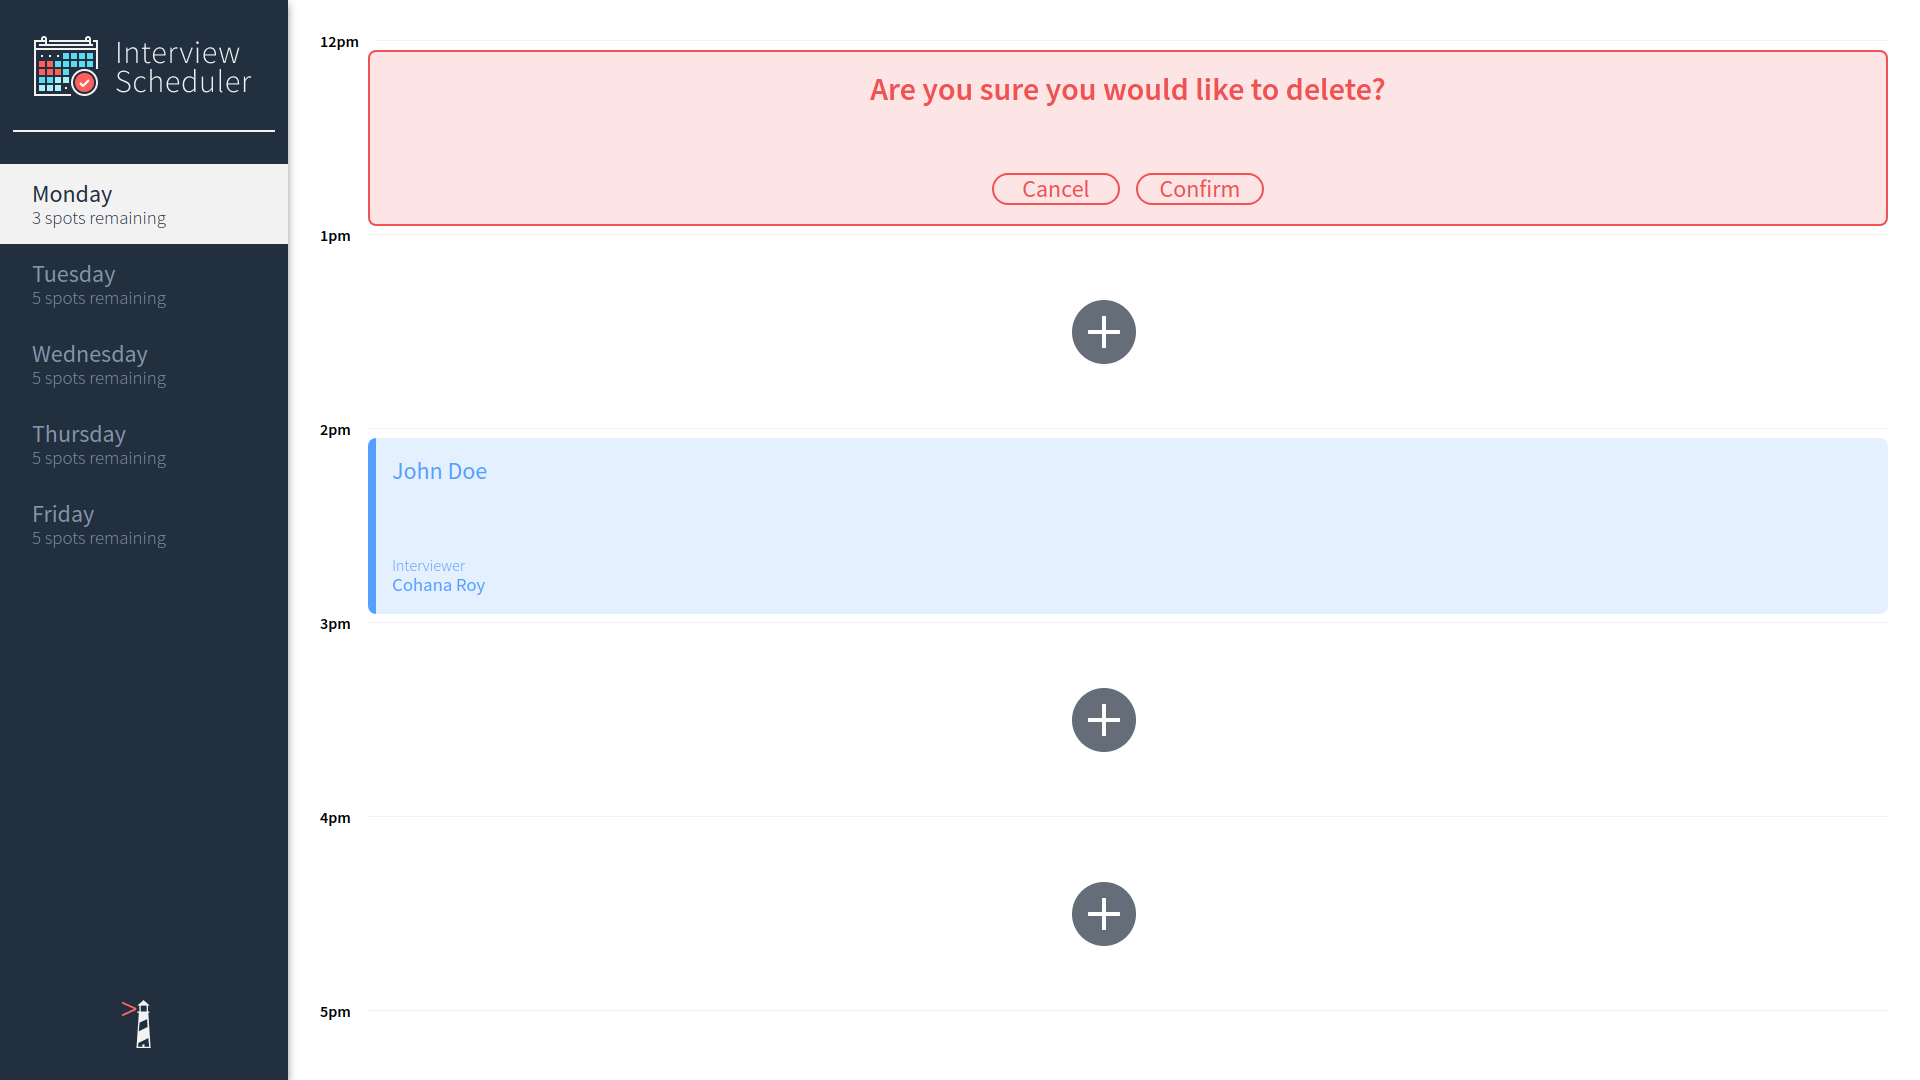 Interview
Scheduler
Monday
3 spots remaining
Tuesday
5 spots remaining
Wednesday
5 spots remaining
Thursday
5 spots remaining
Friday
5 spots remaining
12pm
Are you sure you would like to delete?
Cancel Confirm
1pm
2pm
John Doe
Interviewer
Cohana Roy
3pm
4pm
5pm